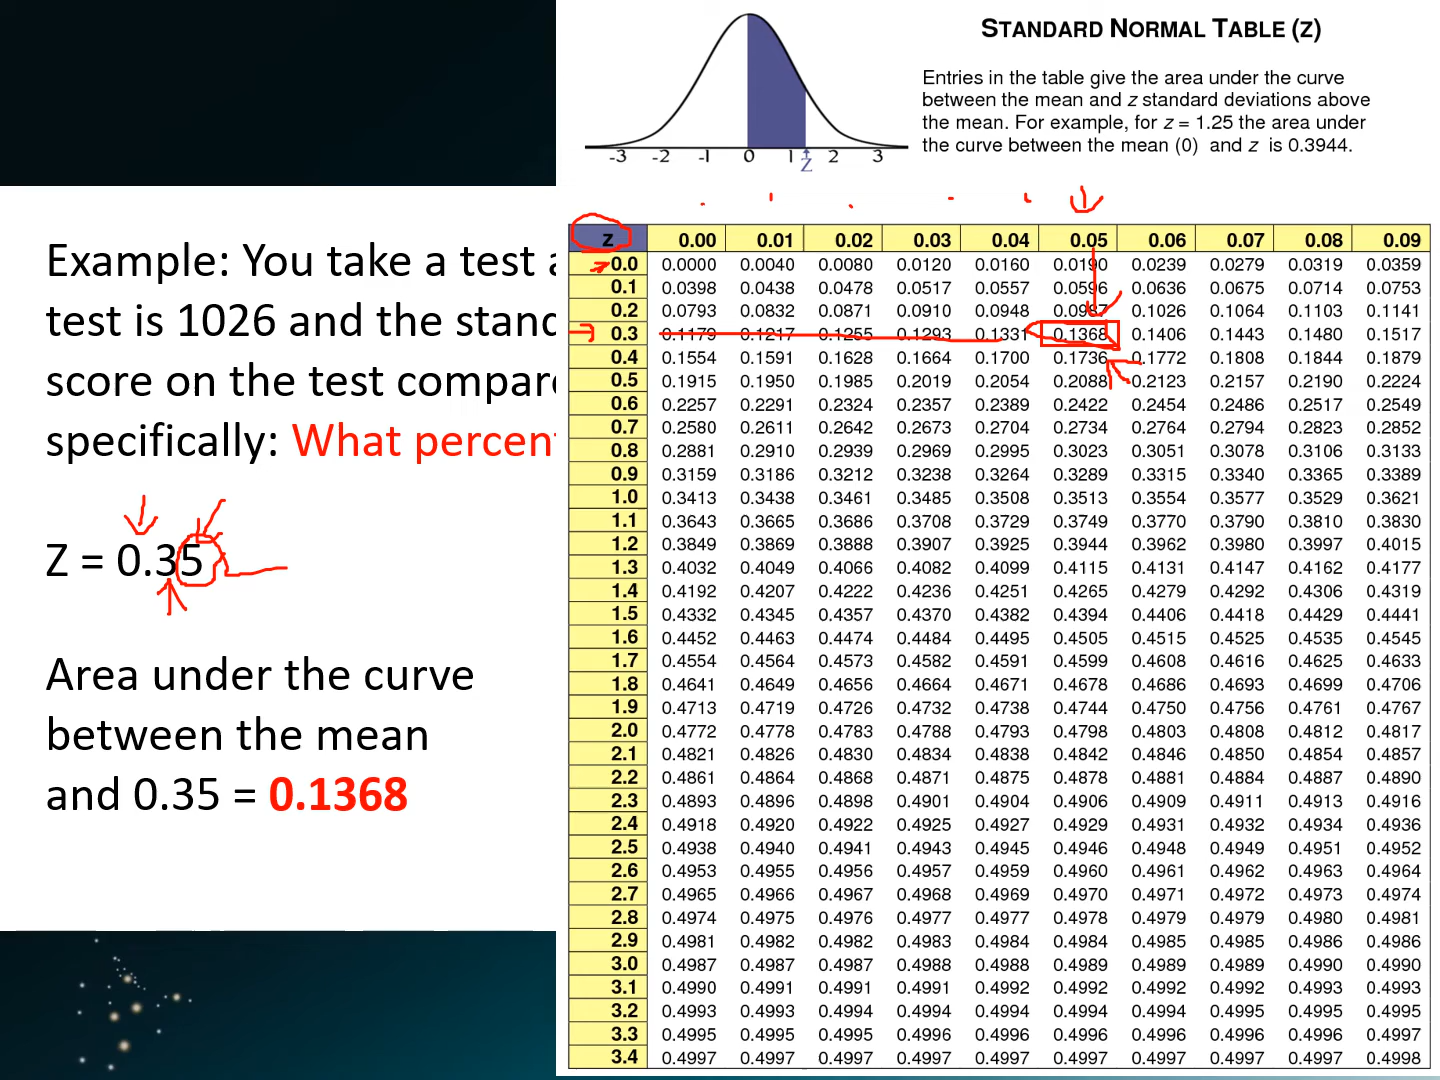 STANDARD NORMAL TABLE (Z)
Entries in the table give the area under the curve
between the mean and z standard deviations above
the mean. For example, for z = 1.25 the area under
the curve between the mean (0) and z is 0.3944.
-3 -2 -1 0 1 2 3
Z
Example: You take a test a
test is 1026 and the stand
score on the test compare
specifically: What percent
Z = 0.35
Area under the curve
between the mean
and 0.35 = 0.1368
z 0.00 0.01 0.02 0.03 0.04 0.05 0.06 0.07 0.08 0.09
0.0 0.0000 0.0040 0.0080 0.0120 0.0160 0.0190 0.0239 0.0279 0.0319 0.0359
0.1 0.0398 0.0438 0.0478 0.0517 0.0557 0.0596 0.0636 0.0675 0.0714 0.0753
0.2 0.0793 0.0832 0.0871 0.0910 0.0948 0.0987 0.1026 0.1064 0.1103 0.1141
0.3 0.1179 0.1217 0.1255 0.1293 0.1331 0.1368 0.1406 0.1443 0.1480 0.1517
0.4 0.1554 0.1591 0.1628 0.1664 0.1700 0.1736 0.1772 0.1808 0.1844 0.1879
0.5 0.1915 0.1950 0.1985 0.2019 0.2054 0.2088 0.2123 0.2157 0.2190 0.2224
0.6 0.2257 0.2291 0.2324 0.2357 0.2389 0.2422 0.2454 0.2486 0.2517 0.2549
0.7 0.2580 0.2611 0.2642 0.2673 0.2704 0.2734 0.2764 0.2794 0.2823 0.2852
0.8 0.2881 0.2910 0.2939 0.2969 0.2995 0.3023 0.3051 0.3078 0.3106 0.3133
0.9 0.3159 0.3186 0.3212 0.3238 0.3264 0.3289 0.3315 0.3340 0.3365 0.3389
1.0 0.3413 0.3438 0.3461 0.3485 0.3508 0.3513 0.3554 0.3577 0.3529 0.3621
1.1 0.3643 0.3665 0.3686 0.3708 0.3729 0.3749 0.3770 0.3790 0.3810 0.3830
1.2 0.3849 0.3869 0.3888 0.3907 0.3925 0.3944 0.3962 0.3980 0.3997 0.4015
1.3 0.4032 0.4049 0.4066 0.4082 0.4099 0.4115 0.4131 0.4147 0.4162 0.4177
1.4 0.4192 0.4207 0.4222 0.4236 0.4251 0.4265 0.4279 0.4292 0.4306 0.4319
1.5 0.4332 0.4345 0.4357 0.4370 0.4382 0.4394 0.4406 0.4418 0.4429 0.4441
1.6 0.4452 0.4463 0.4474 0.4484 0.4495 0.4505 0.4515 0.4525 0.4535 0.4545
1.7 0.4554 0.4564 0.4573 0.4582 0.4591 0.4599 0.4608 0.4616 0.4625 0.4633
1.8 0.4641 0.4649 0.4656 0.4664 0.4671 0.4678 0.4686 0.4693 0.4699 0.4706
1.9 0.4713 0.4719 0.4726 0.4732 0.4738 0.4744 0.4750 0.4756 0.4761 0.4767
2.0 0.4772 0.4778 0.4783 0.4788 0.4793 0.4798 0.4803 0.4808 0.4812 0.4817
2.1 0.4821 0.4826 0.4830 0.4834 0.4838 0.4842 0.4846 0.4850 0.4854 0.4857
2.2 0.4861 0.4864 0.4868 0.4871 0.4875 0.4878 0.4881 0.4884 0.4887 0.4890
2.3 0.4893 0.4896 0.4898 0.4901 0.4904 0.4906 0.4909 0.4911 0.4913 0.4916
2.4 0.4918 0.4920 0.4922 0.4925 0.4927 0.4929 0.4931 0.4932 0.4934 0.4936
2.5 0.4938 0.4940 0.4941 0.4943 0.4945 0.4946 0.4948 0.4949 0.4951 0.4952
2.6 0.4953 0.4955 0.4956 0.4957 0.4959 0.4960 0.4961 0.4962 0.4963 0.4964
2.7 0.4965 0.4966 0.4967 0.4968 0.4969 0.4970 0.4971 0.4972 0.4973 0.4974
2.8 0.4974 0.4975 0.4976 0.4977 0.4977 0.4978 0.4979 0.4979 0.4980 0.4981
2.9 0.4981 0.4982 0.4982 0.4983 0.4984 0.4984 0.4985 0.4985 0.4986 0.4986
3.0 0.4987 0.4987 0.4987 0.4988 0.4988 0.4989 0.4989 0.4989 0.4990 0.4990
3.1 0.4990 0.4991 0.4991 0.4991 0.4992 0.4992 0.4992 0.4992 0.4993 0.4993
3.2 0.4993 0.4993 0.4994 0.4994 0.4994 0.4994 0.4994 0.4995 0.4995 0.4995
3.3 0.4995 0.4995 0.4995 0.4996 0.4996 0.4996 0.4996 0.4996 0.4996 0.4997
3.4 0.4997 0.4997 0.4997 0.4997 0.4997 0.4997 0.4997 0.4997 0.4997 0.4998